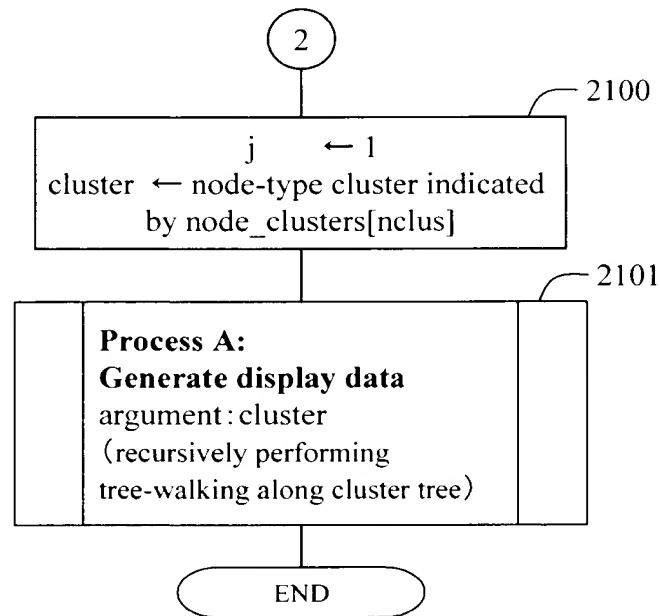 2
2100
j ← 1
cluster ← node-type cluster indicated
by node_clusters[nclus]
2101
Process A:
Generate display data
argument:cluster
(recursively performing
tree-walking along cluster tree)
END